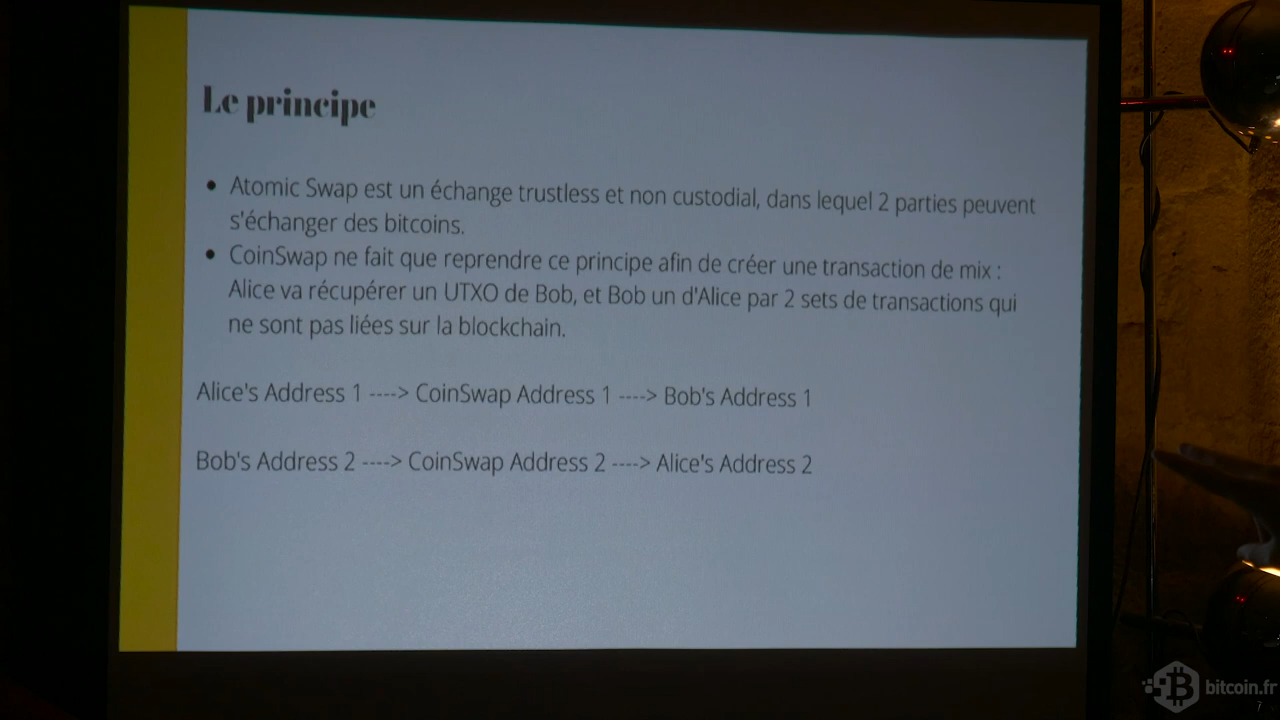 Le principe
• Atomic Swap est un échange trustless et non custodial, dans lequel 2 parties peuvent
s'échanger des bitcoins.
• CoinSwap ne fait que reprendre ce principe afin de créer une transaction de mix :
Alice va récupérer un UTXO de Bob, et Bob un d'Alice par 2 sets de transactions qui
ne sont pas liées sur la blockchain.
Alice's Address 1 ----> CoinSwap Address 1 ----> Bob's Address 1
Bob's Address 2 ----> CoinSwap Address 2 ----> Alice's Address 2
bitcoin.fr